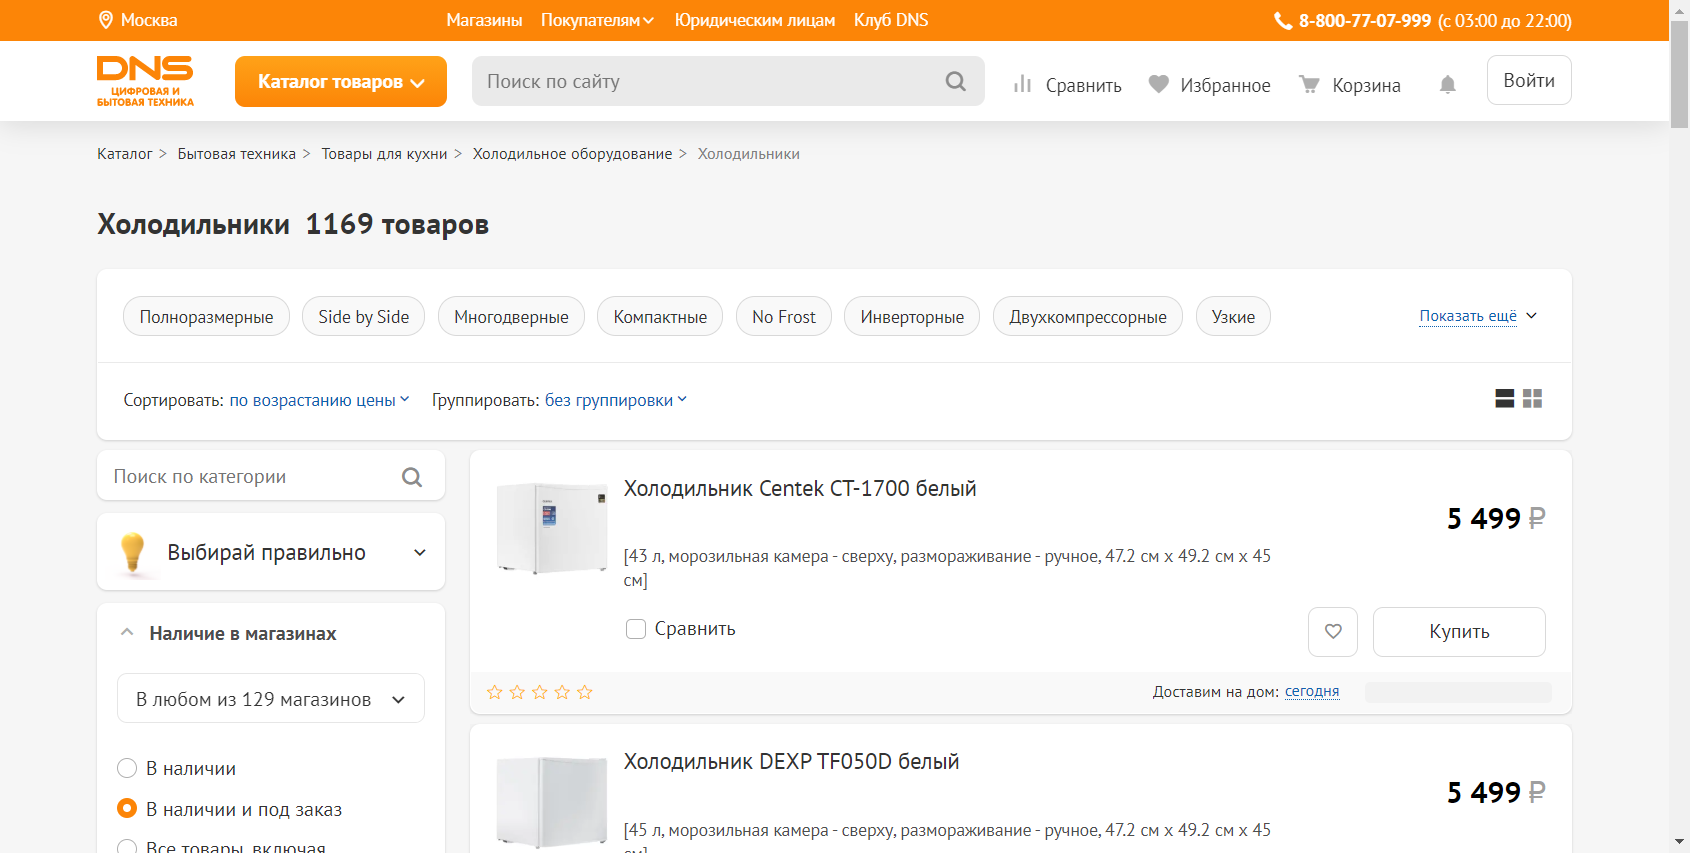 Москва
Магазины Покупателям Юридическим лицам Клуб DNS
8-800-77-07-999 (с 03:00 до 22:00)
DNS
ЦИФРОВАЯ И
БЫТОВАЯ ТЕХНИКА
Каталог товаров
Поиск по сайту
Сравнить
Избранное
Корзина
Войти
Каталог > Бытовая техника > Товары для кухни > Холодильное оборудование > Холодильники
Холодильники 1169 товаров
Полноразмерные Side by Side Многодверные Компактные No Frost Инверторные Двухкомпрессорные Узкие
Показать ещё
Сортировать: по возрастанию цены Группировать: без группировки
Поиск по категории
Выбирай правильно
Наличие в магазинах
В любом из 129 магазинов
В наличии
В наличии и под заказ
Все товары, включая
Холодильник Centek CT-1700 белый
5 499 ₽
[43 л, морозильная камера - сверху, размораживание - ручное, 47.2 см x 49.2 см x 45
см]
Сравнить
Купить
Доставим на дом: сегодня
Холодильник DEXP TF050D белый
5 499 ₽
[45 л, морозильная камера - сверху, размораживание - ручное, 47.2 см x 49.2 см x 45
см]